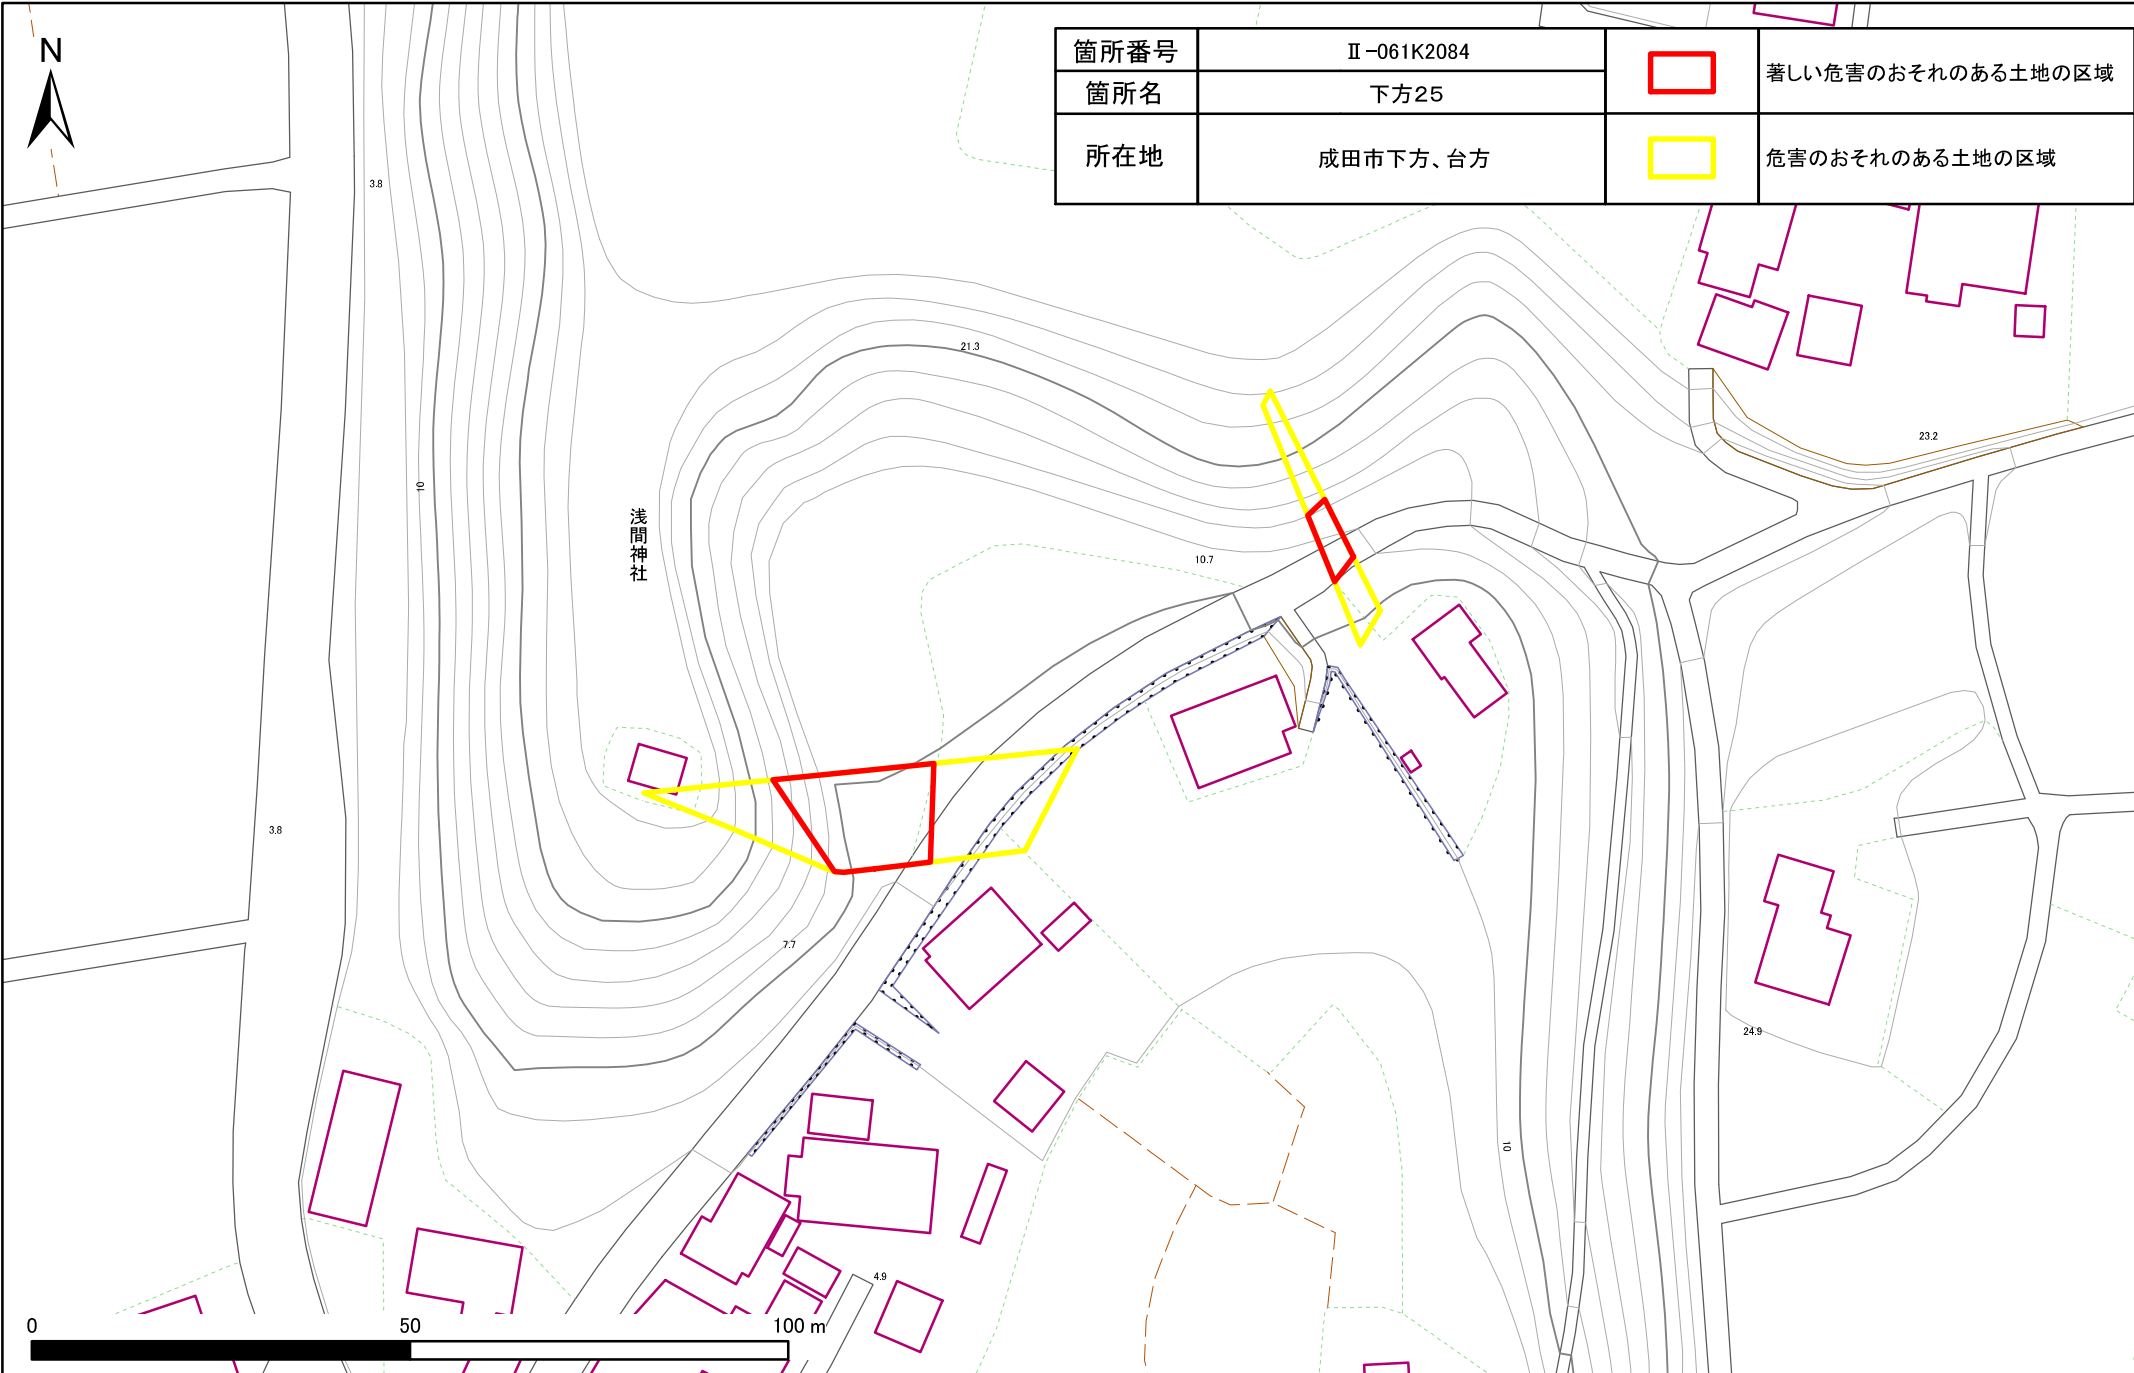 N
箇所番号
Ⅱ-061K2084
著しい危害のおそれのある土地の区域
箇所名
下方25
所在地
成田市下方、台方
危害のおそれのある土地の区域
3.8
21.3
23.2
10
浅間神社
10.7
3.8
7.7
24.9
10
4.9
0
50
100 m